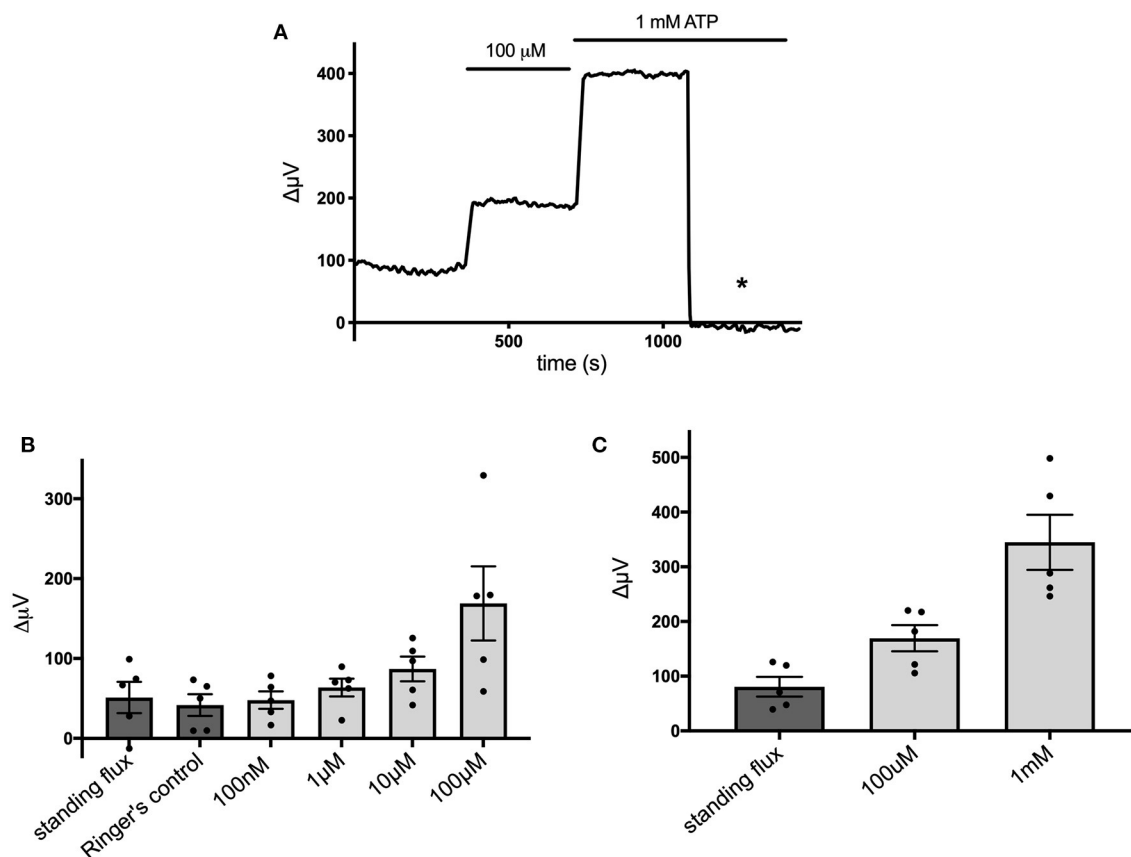 A
1 mM ATP
100 μM
400
300
200
100
0
ΔμV
500
1000
time (s)
*
B
300
200
100
0
ΔμV
standing flux
Ringer's control
100nM
1μM
10μM
100μM
C
500
400
300
200
100
0
ΔμV
standing flux
100uM
1mM